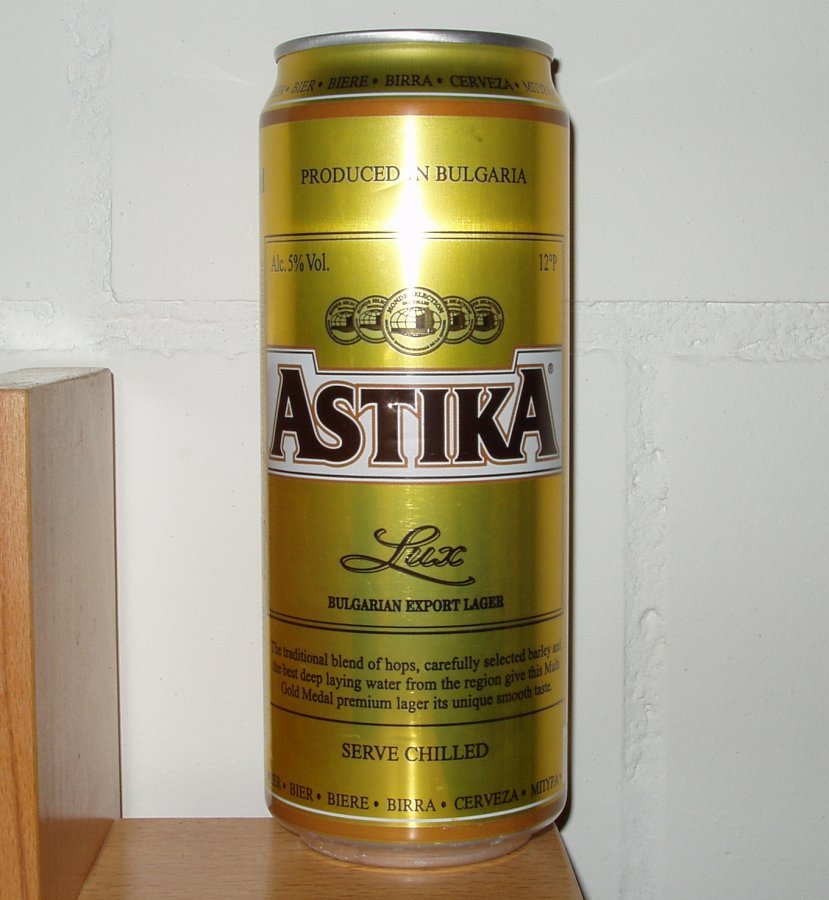 BIER • BIERE • BIRRA • CERVEZA •
PRODUCED IN BULGARIA
Alc. 5% Vol. 12°P
MONDE SELECTION
ASTIKA®
Lux
BULGARIAN EXPORT LAGER
The traditional blend of hops, carefully selected barley and
the best deep laying water from the region give this Multi
Gold Medal premium lager its unique smooth taste.
SERVE CHILLED
• BIER • BIERE • BIRRA • CERVEZA •